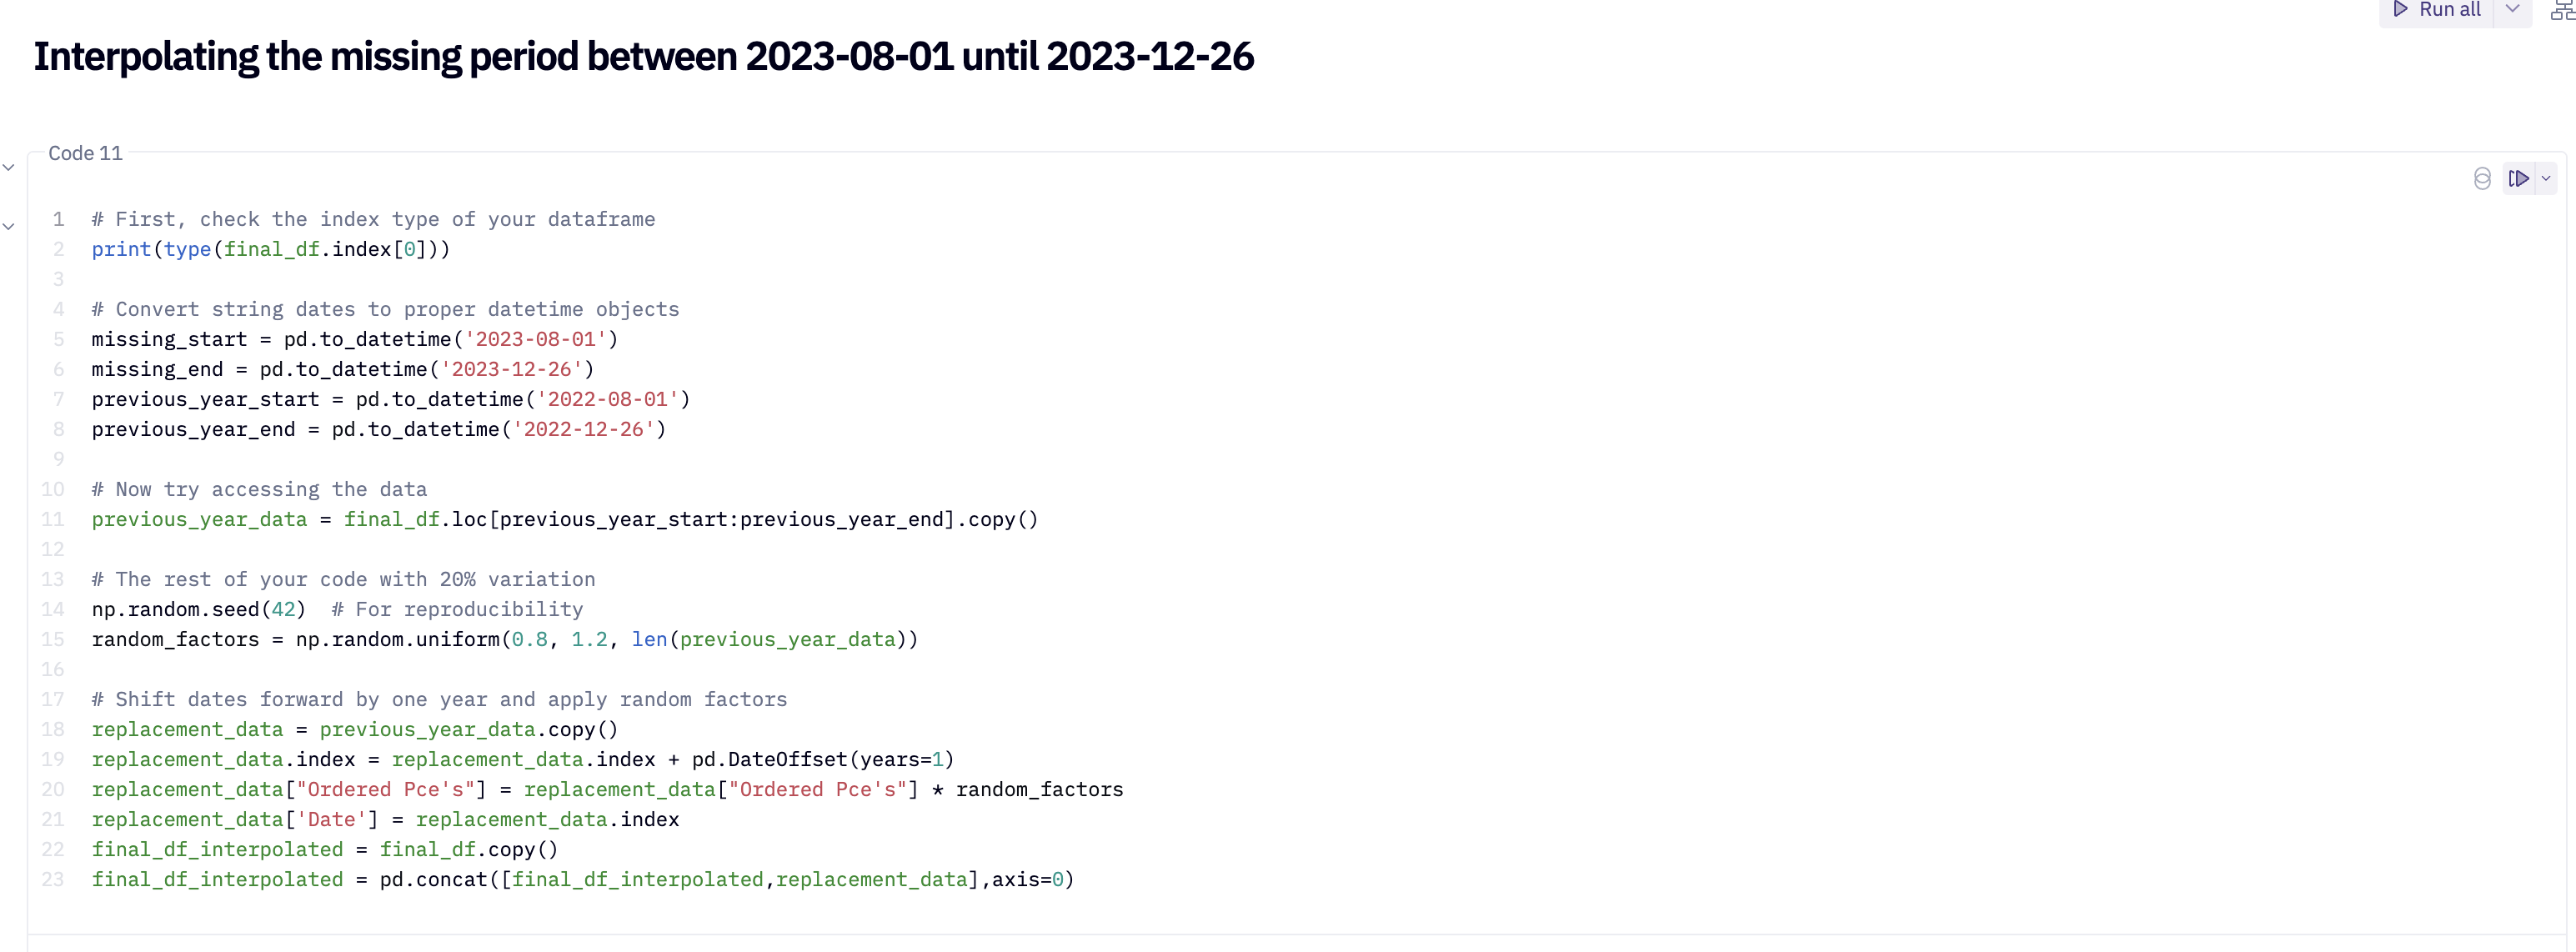 Run all
Interpolating the missing period between 2023-08-01 until 2023-12-26
Code 11
1 # First, check the index type of your dataframe
2 print(type(final_df.index[0]))
3
4 # Convert string dates to proper datetime objects
5 missing_start = pd.to_datetime('2023-08-01')
6 missing_end = pd.to_datetime('2023-12-26')
7 previous_year_start = pd.to_datetime('2022-08-01')
8 previous_year_end = pd.to_datetime('2022-12-26')
9
10 # Now try accessing the data
11 previous_year_data = final_df.loc[previous_year_start:previous_year_end].copy()
12
13 # The rest of your code with 20% variation
14 np.random.seed(42)  # For reproducibility
15 random_factors = np.random.uniform(0.8, 1.2, len(previous_year_data))
16
17 # Shift dates forward by one year and apply random factors
18 replacement_data = previous_year_data.copy()
19 replacement_data.index = replacement_data.index + pd.DateOffset(years=1)
20 replacement_data["Ordered Pce's"] = replacement_data["Ordered Pce's"] * random_factors
21 replacement_data['Date'] = replacement_data.index
22 final_df_interpolated = final_df.copy()
23 final_df_interpolated = pd.concat([final_df_interpolated,replacement_data],axis=0)